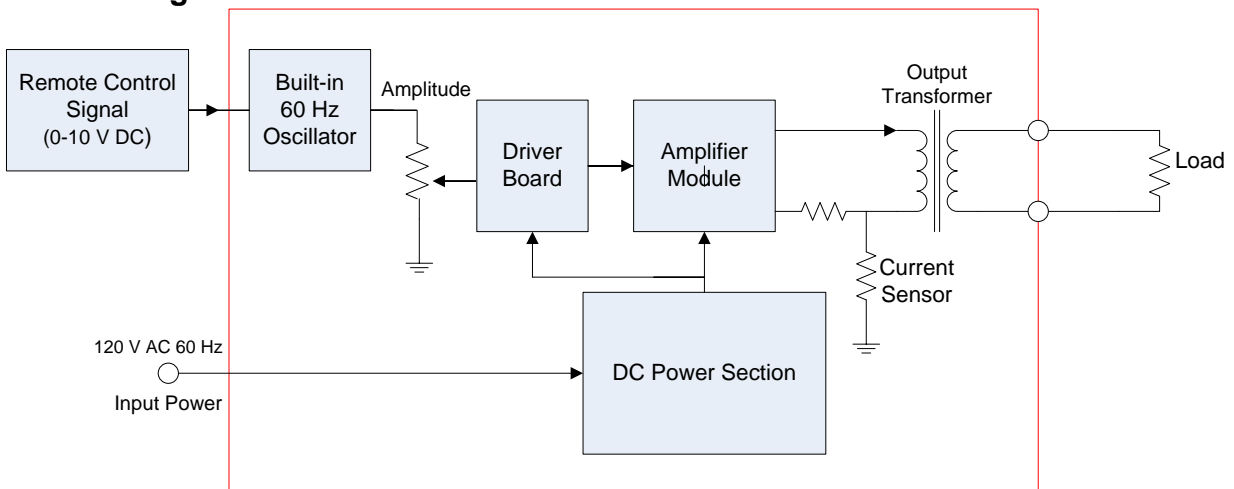 Remote Control
Signal
(0-10 V DC)
Built-in
60 Hz
Oscillator
Amplitude
Driver
Board
Amplifier
Module
Output
Transformer
Load
Current
Sensor
120 V AC 60 Hz
Input Power
DC Power Section